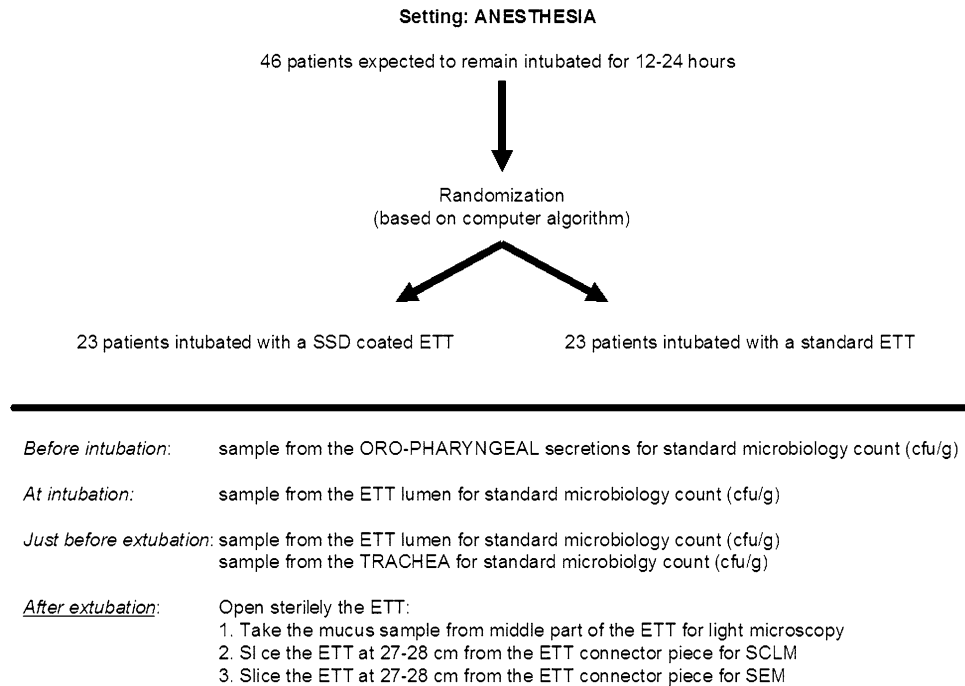 Setting: ANESTHESIA
46 patients expected to remain intubated for 12-24 hours
Randomization
(based on computer algorithm)
23 patients intubated with a SSD coated ETT
23 patients intubated with a standard ETT
Before intubation: sample from the ORO-PHARYNGEAL secretions for standard microbiology count (cfu/g)
At intubation: sample from the ETT lumen for standard microbiology count (cfu/g)
Just before extubation: sample from the ETT lumen for standard microbiology count (cfu/g)
sample from the TRACHEA for standard microbiolgy count (cfu/g)
After extubation: Open sterilely the ETT:
1. Take the mucus sample from middle part of the ETT for light microscopy
2. Slice the ETT at 27-28 cm from the ETT connector piece for SCLM
3. Slice the ETT at 27-28 cm from the ETT connector piece for SEM